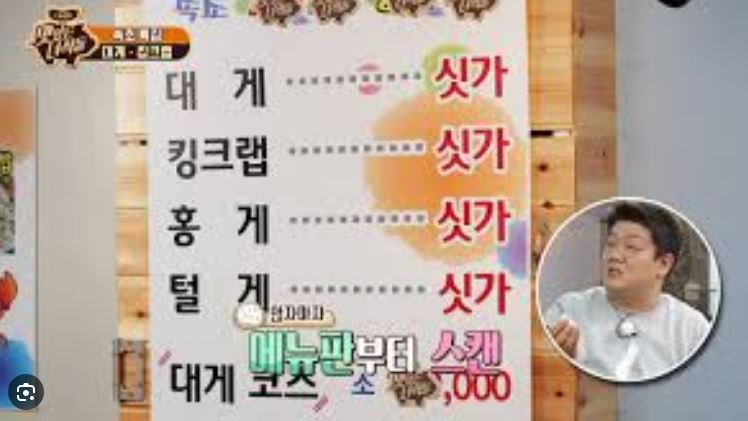 대게 싯가
킹크랩 싯가
홍게 싯가
털게 싯가
메뉴판부터 스캔
대게 코스 소 ,000